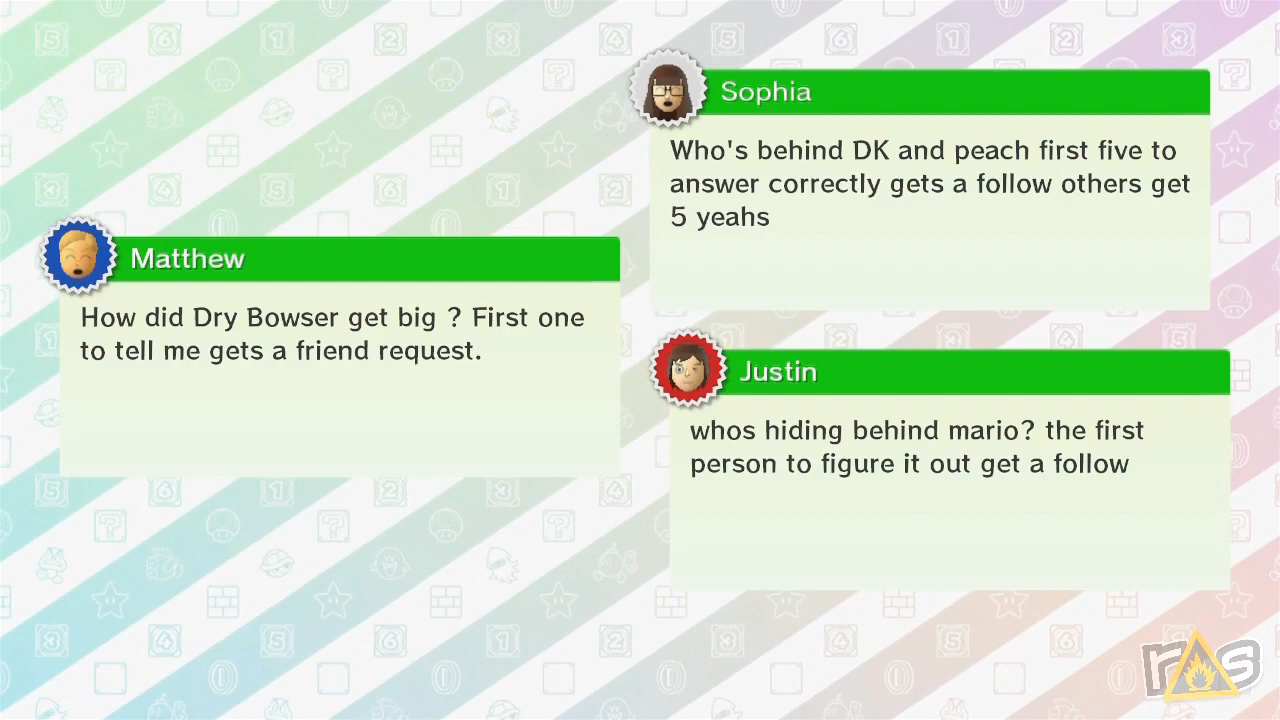 Sophia
Who's behind DK and peach first five to
answer correctly gets a follow others get
5 yeahs
Matthew
How did Dry Bowser get big ? First one
to tell me gets a friend request.
Justin
whos hiding behind mario? the first
person to figure it out get a follow
ras